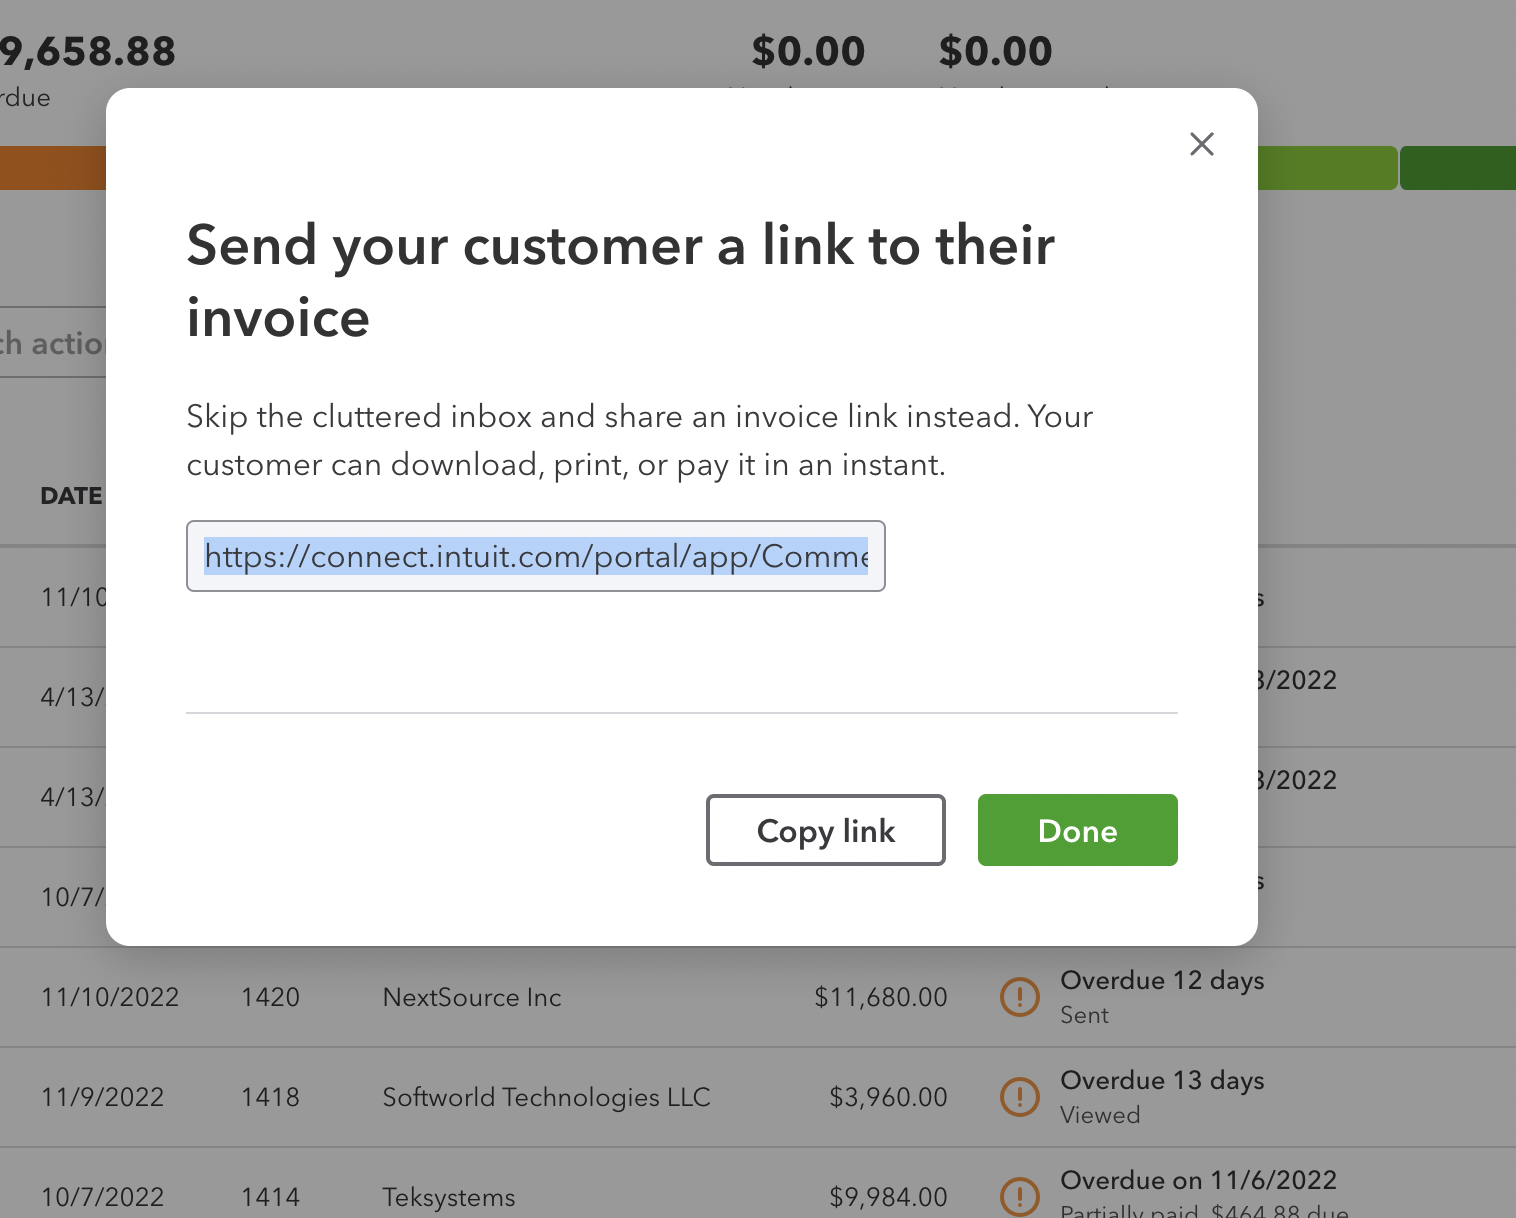 9,658.88 $0.00 $0.00
rdue
Send your customer a link to their
invoice
ch actio
Skip the cluttered inbox and share an invoice link instead. Your
customer can download, print, or pay it in an instant.
DATE
https://connect.intuit.com/portal/app/Comme
11/10 s
4/13/ 3/2022
4/13/ 3/2022
Copy link Done
10/7/ s
11/10/2022 1420 NextSource Inc $11,680.00 Overdue 12 days
Sent
11/9/2022 1418 Softworld Technologies LLC $3,960.00 Overdue 13 days
Viewed
10/7/2022 1414 Teksystems $9,984.00 Overdue on 11/6/2022
Partially paid, $464.88 due